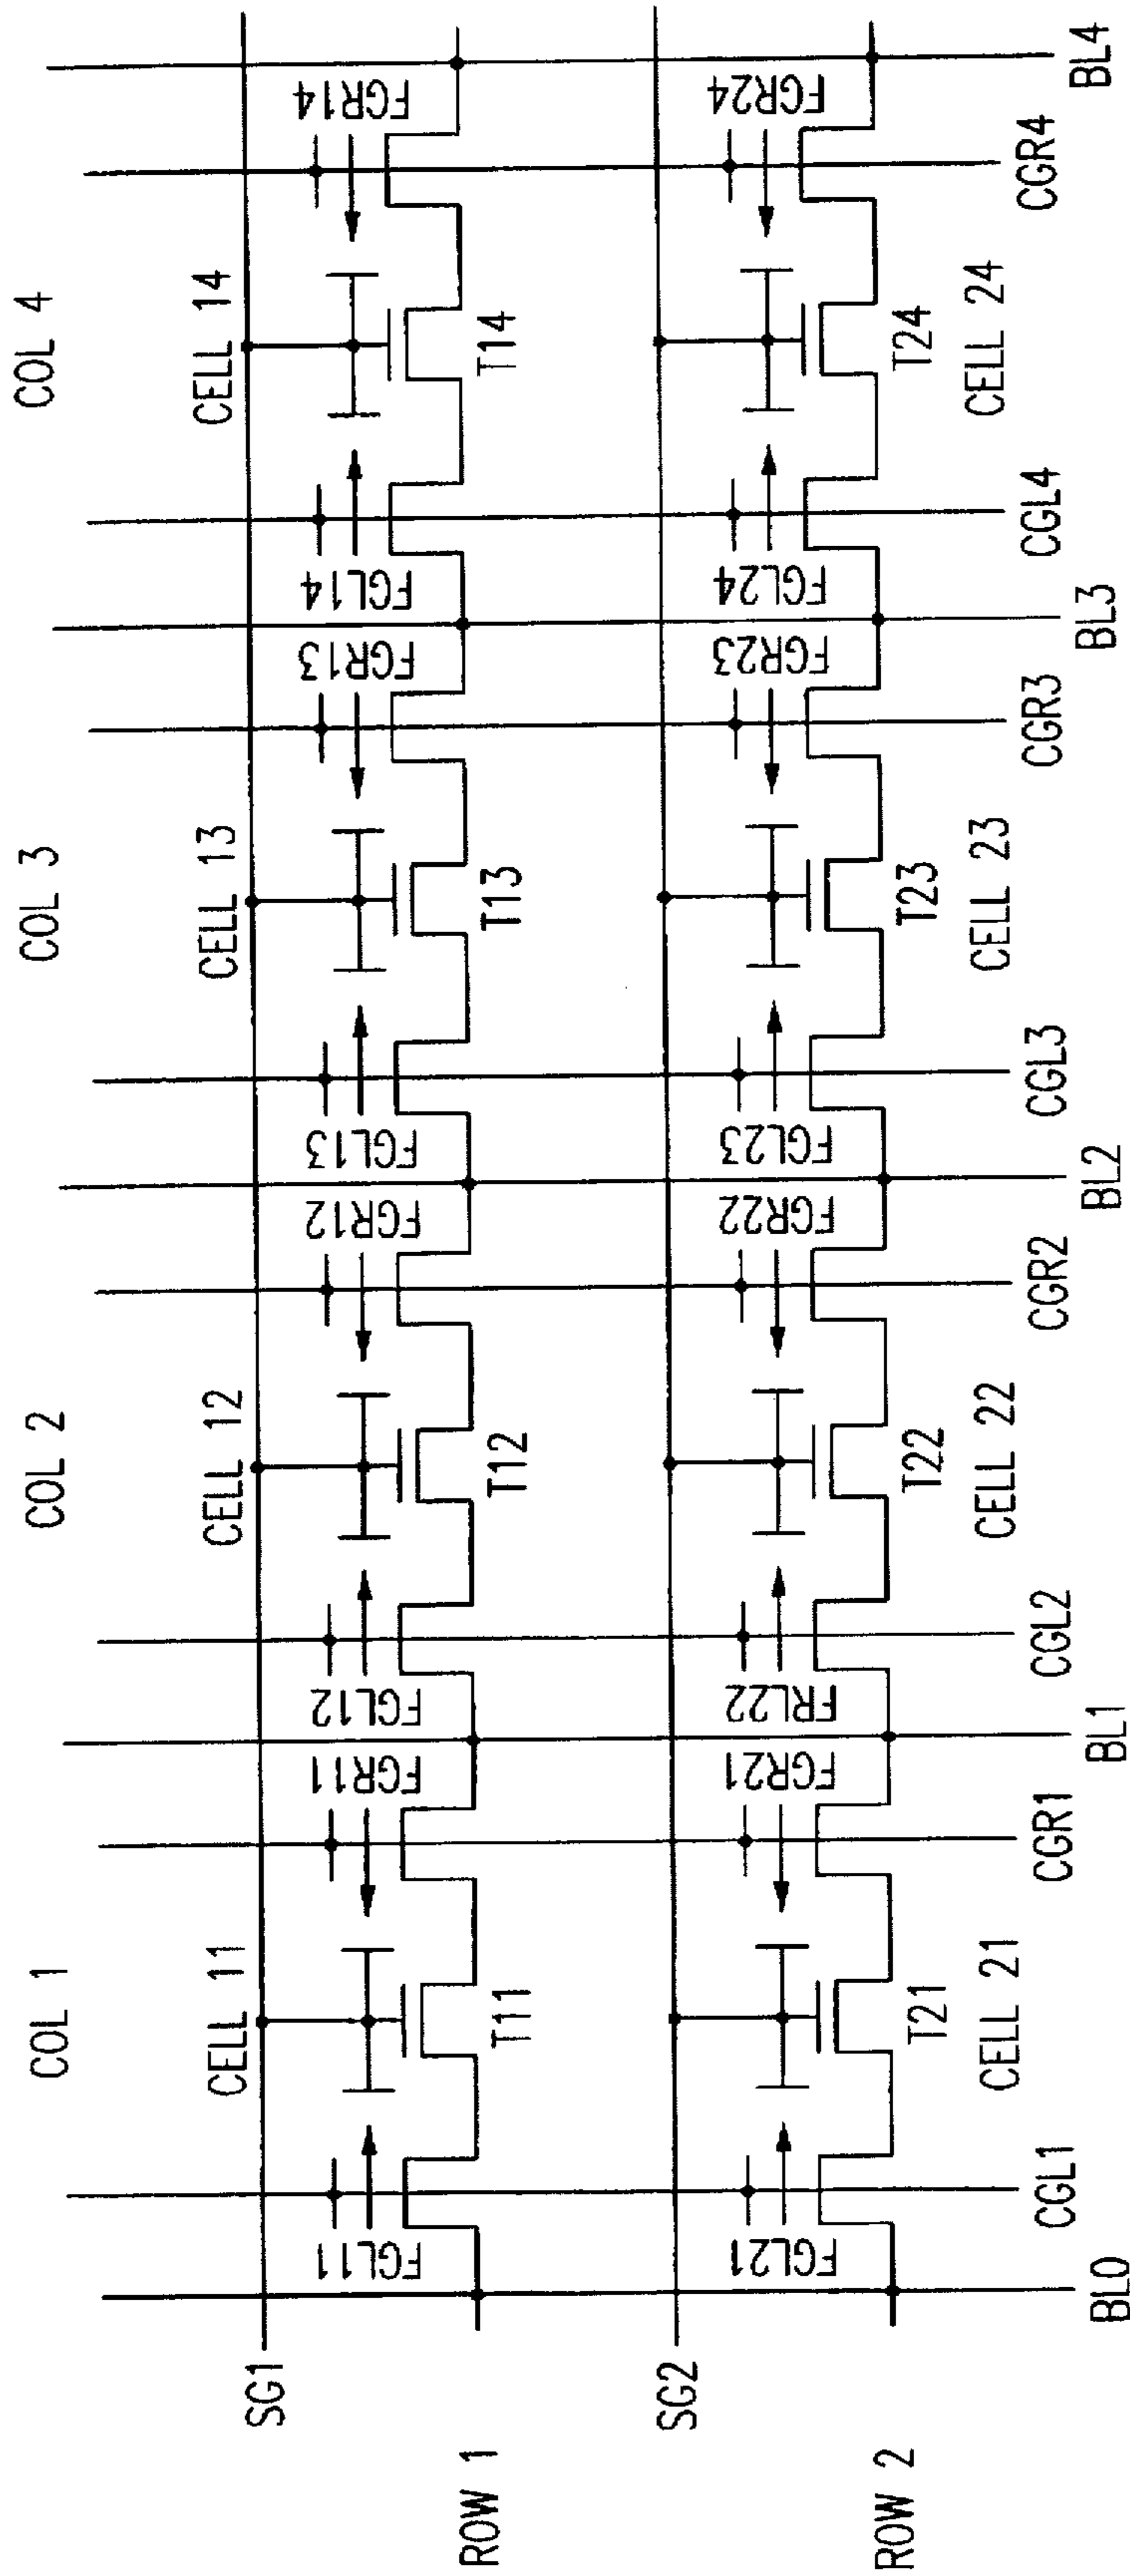 COL 1 COL 2 COL 3 COL 4
CELL 11 CELL 12 CELL 13 CELL 14
SG1
FGL11 FGR11 FGL12 FGR12 FGL13 FGR13 FGL14 FGR14
T11 T12 T13 T14
ROW 1
SG2
FGL21 FGR21 FRL22 FGR22 FGL23 FGR23 FGL24 FGR24
T21 T22 T23 T24
ROW 2
CELL 21 CELL 22 CELL 23 CELL 24
CGL1 CGR1 CGL2 CGR2 CGL3 CGR3 CGL4 CGR4
BL0 BL1 BL2 BL3 BL4